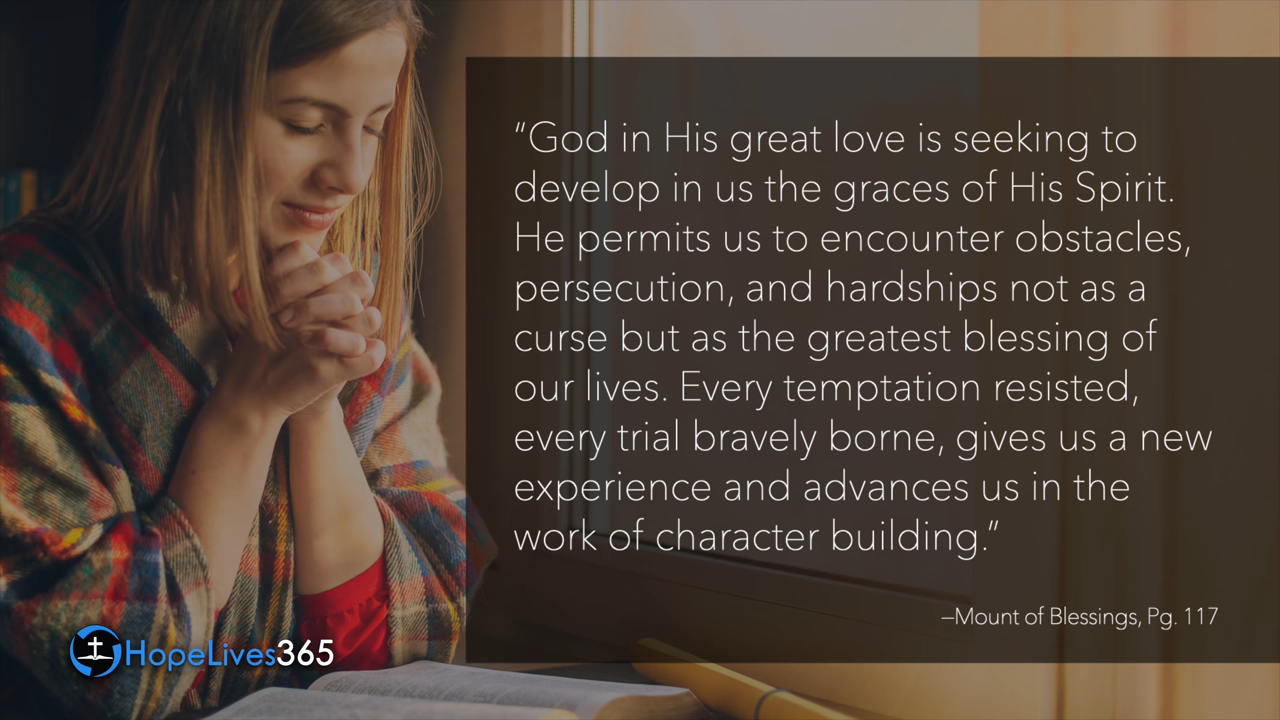 “God in His great love is seeking to
develop in us the graces of His Spirit.
He permits us to encounter obstacles,
persecution, and hardships not as a
curse but as the greatest blessing of
our lives. Every temptation resisted,
every trial bravely borne, gives us a new
experience and advances us in the
work of character building.”
–Mount of Blessings, Pg. 117
HopeLives365